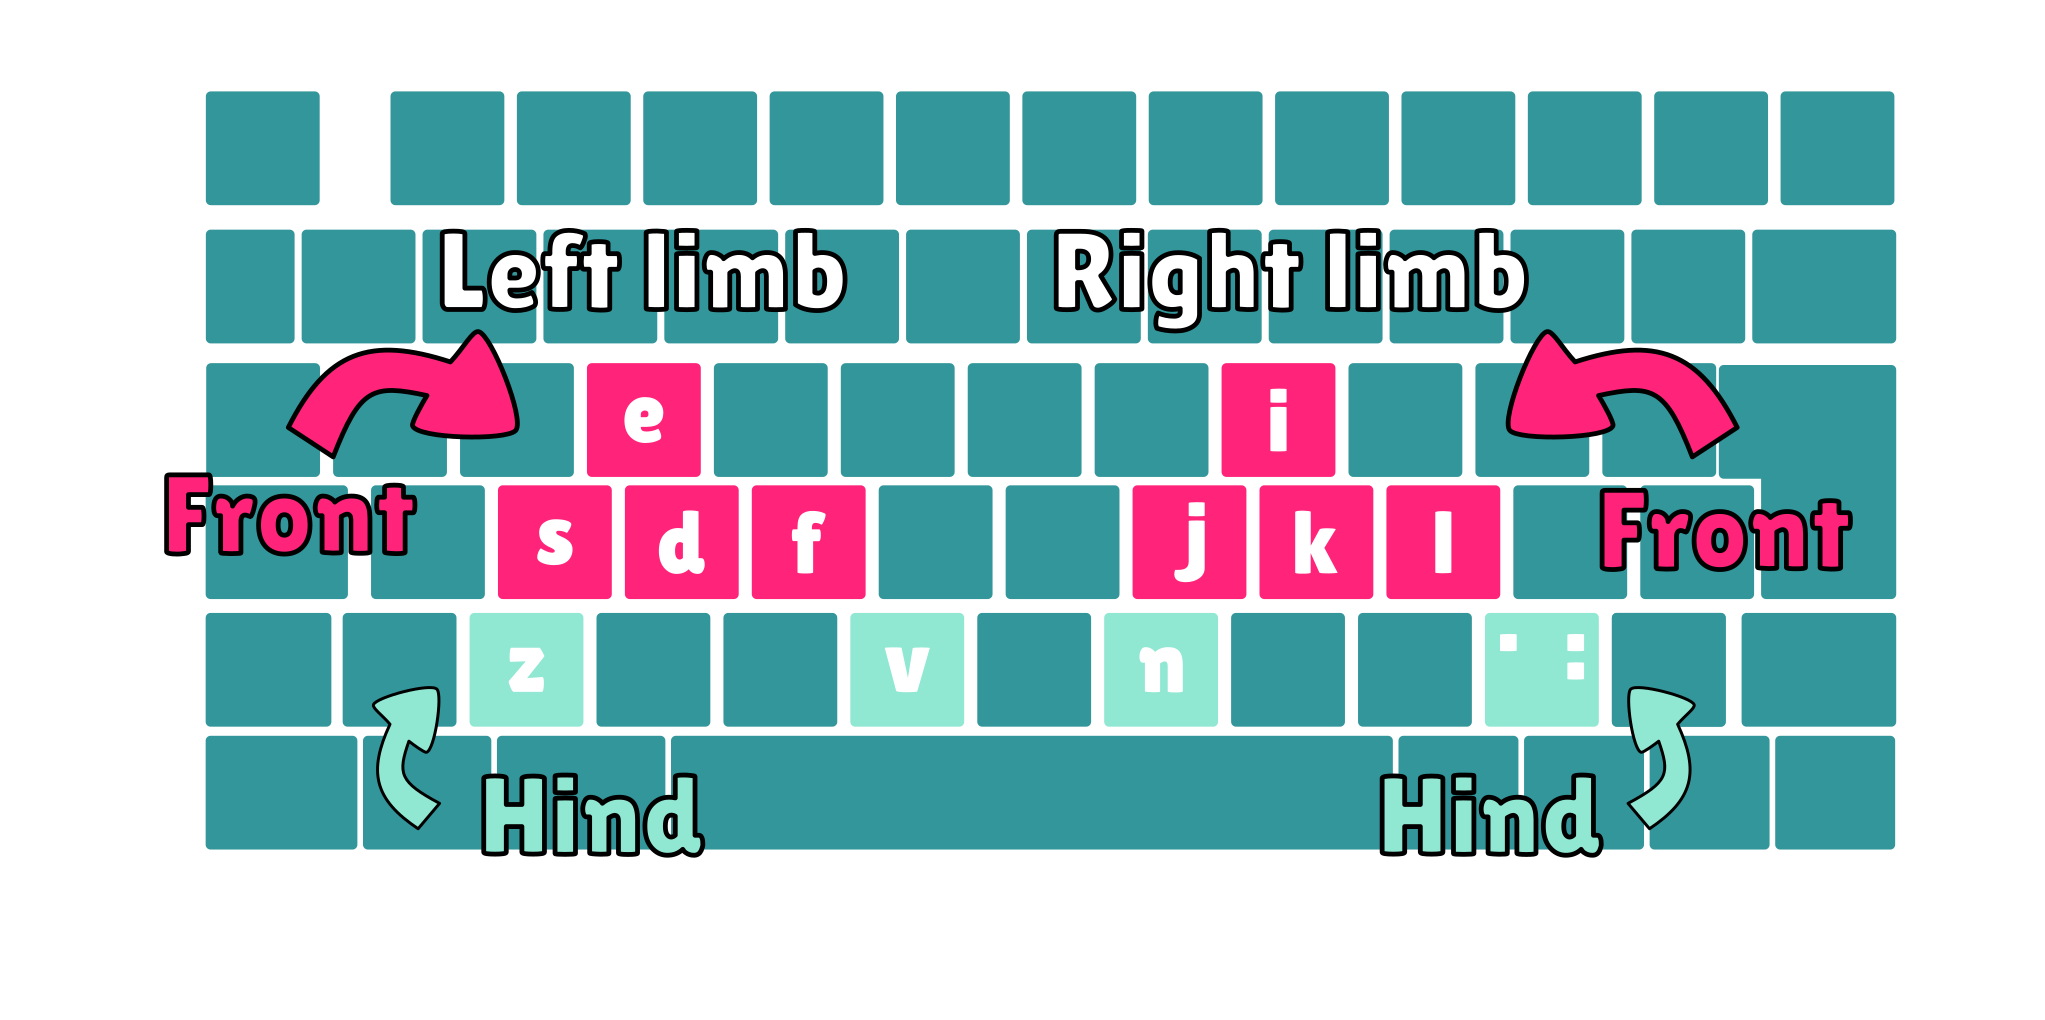 Left limb Right limb
e i
Front s d f j k l Front
z v n . :
Hind Hind